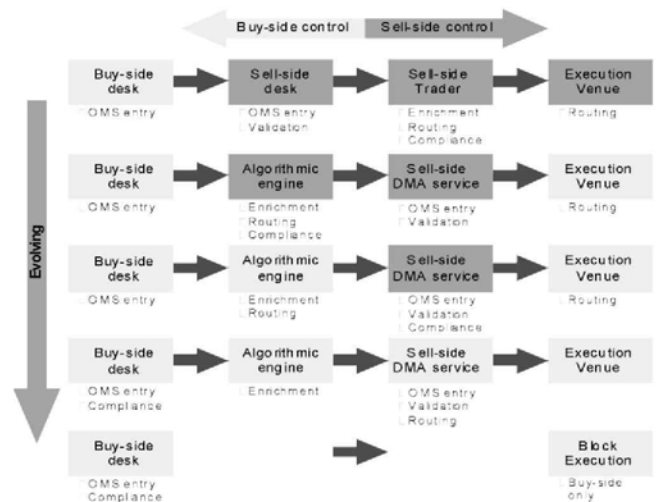 Buy-side control Sell-side control
Buy-side desk
Sell-side desk
Sell-side Trader
Execution Venue
OMS entry
OMS entry
Validation
Enrichment
Routing
Compliance
Routing
Buy-side desk
Algorithmic engine
Sell-side DMA service
Execution Venue
OMS entry
Enrichment
Routing
Compliance
OMS entry
Validation
Routing
Evolving
Buy-side desk
Algorithmic engine
Sell-side DMA service
Execution Venue
OMS entry
Enrichment
Routing
OMS entry
Validation
Compliance
Routing
Buy-side desk
Algorithmic engine
Sell-side DMA service
Execution Venue
OMS entry
Compliance
Enrichment
OMS entry
Validation
Routing
Buy-side desk
Block Execution
OMS entry
Compliance
Buy-side only